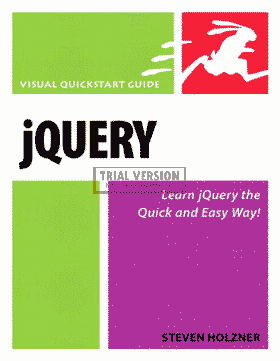 VISUAL QUICKSTART GUIDE
jQUERY
TRIAL VERSION
Learn jQuery the
Quick and Easy Way!
STEVEN HOLZNER